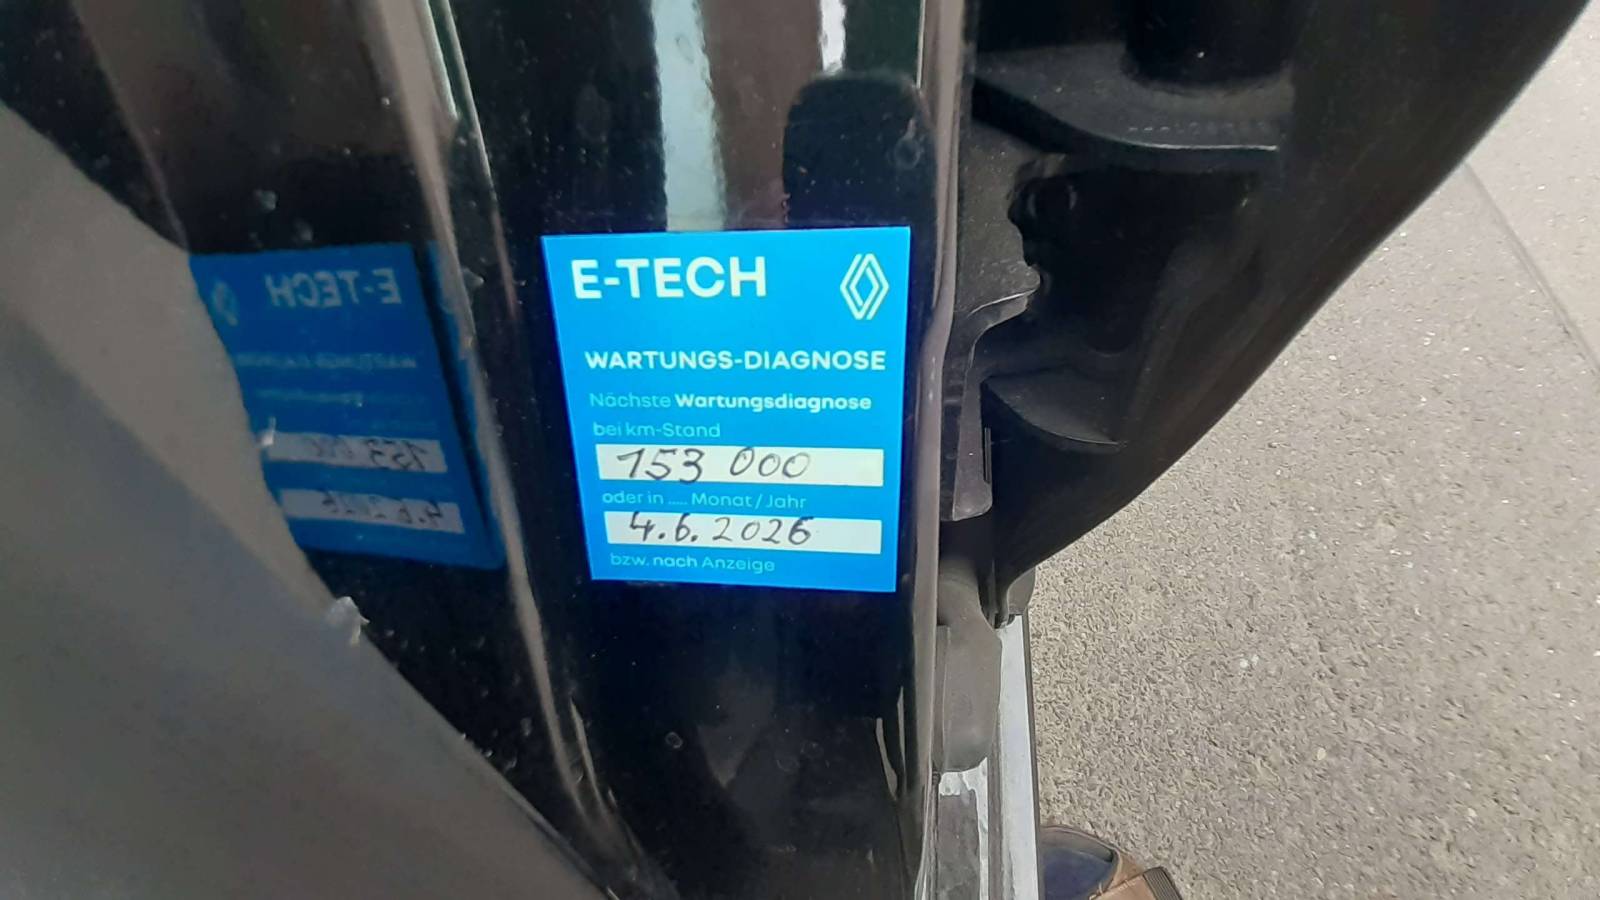 E-TECH
WARTUNGS-DIAGNOSE
Nächste Wartungsdiagnose
bei km-Stand
153 000
oder in ..... Monat / Jahr
4.6.2026
bzw. nach Anzeige